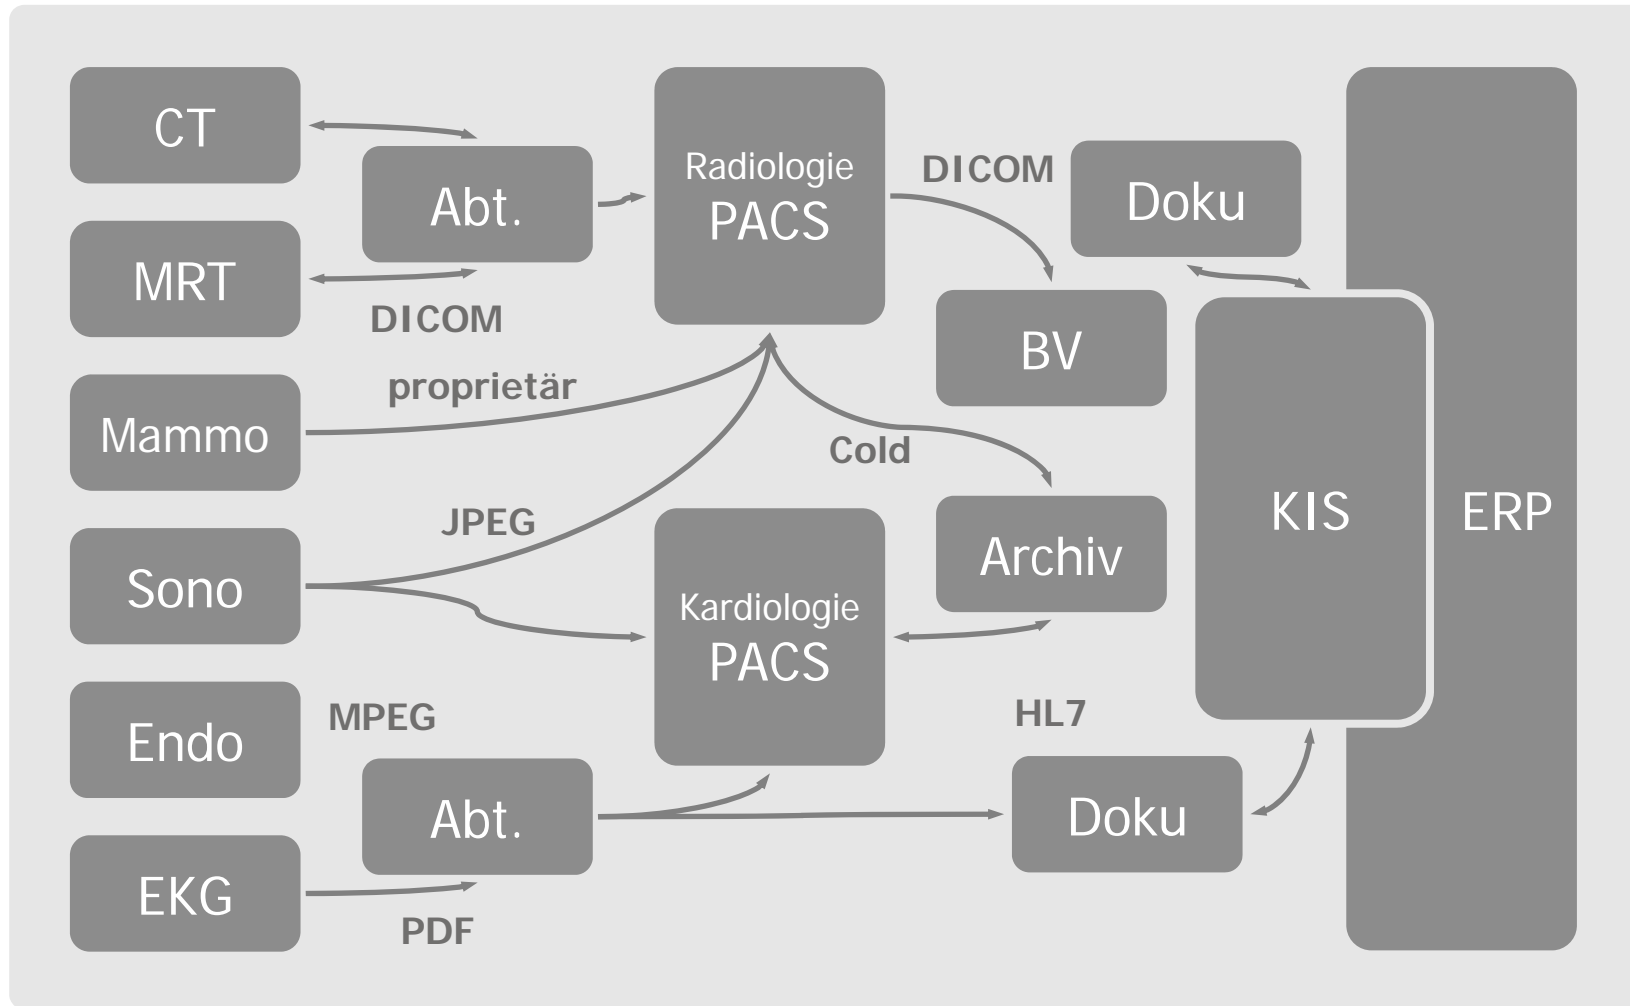 CT
Abt.
Radiologie
PACS
DICOM
Doku
MRT
DICOM
BV
proprietär
Mammo
Cold
KIS
ERP
JPEG
Archiv
Sono
Kardiologie
PACS
Endo
MPEG
HL7
Abt.
Doku
EKG
PDF